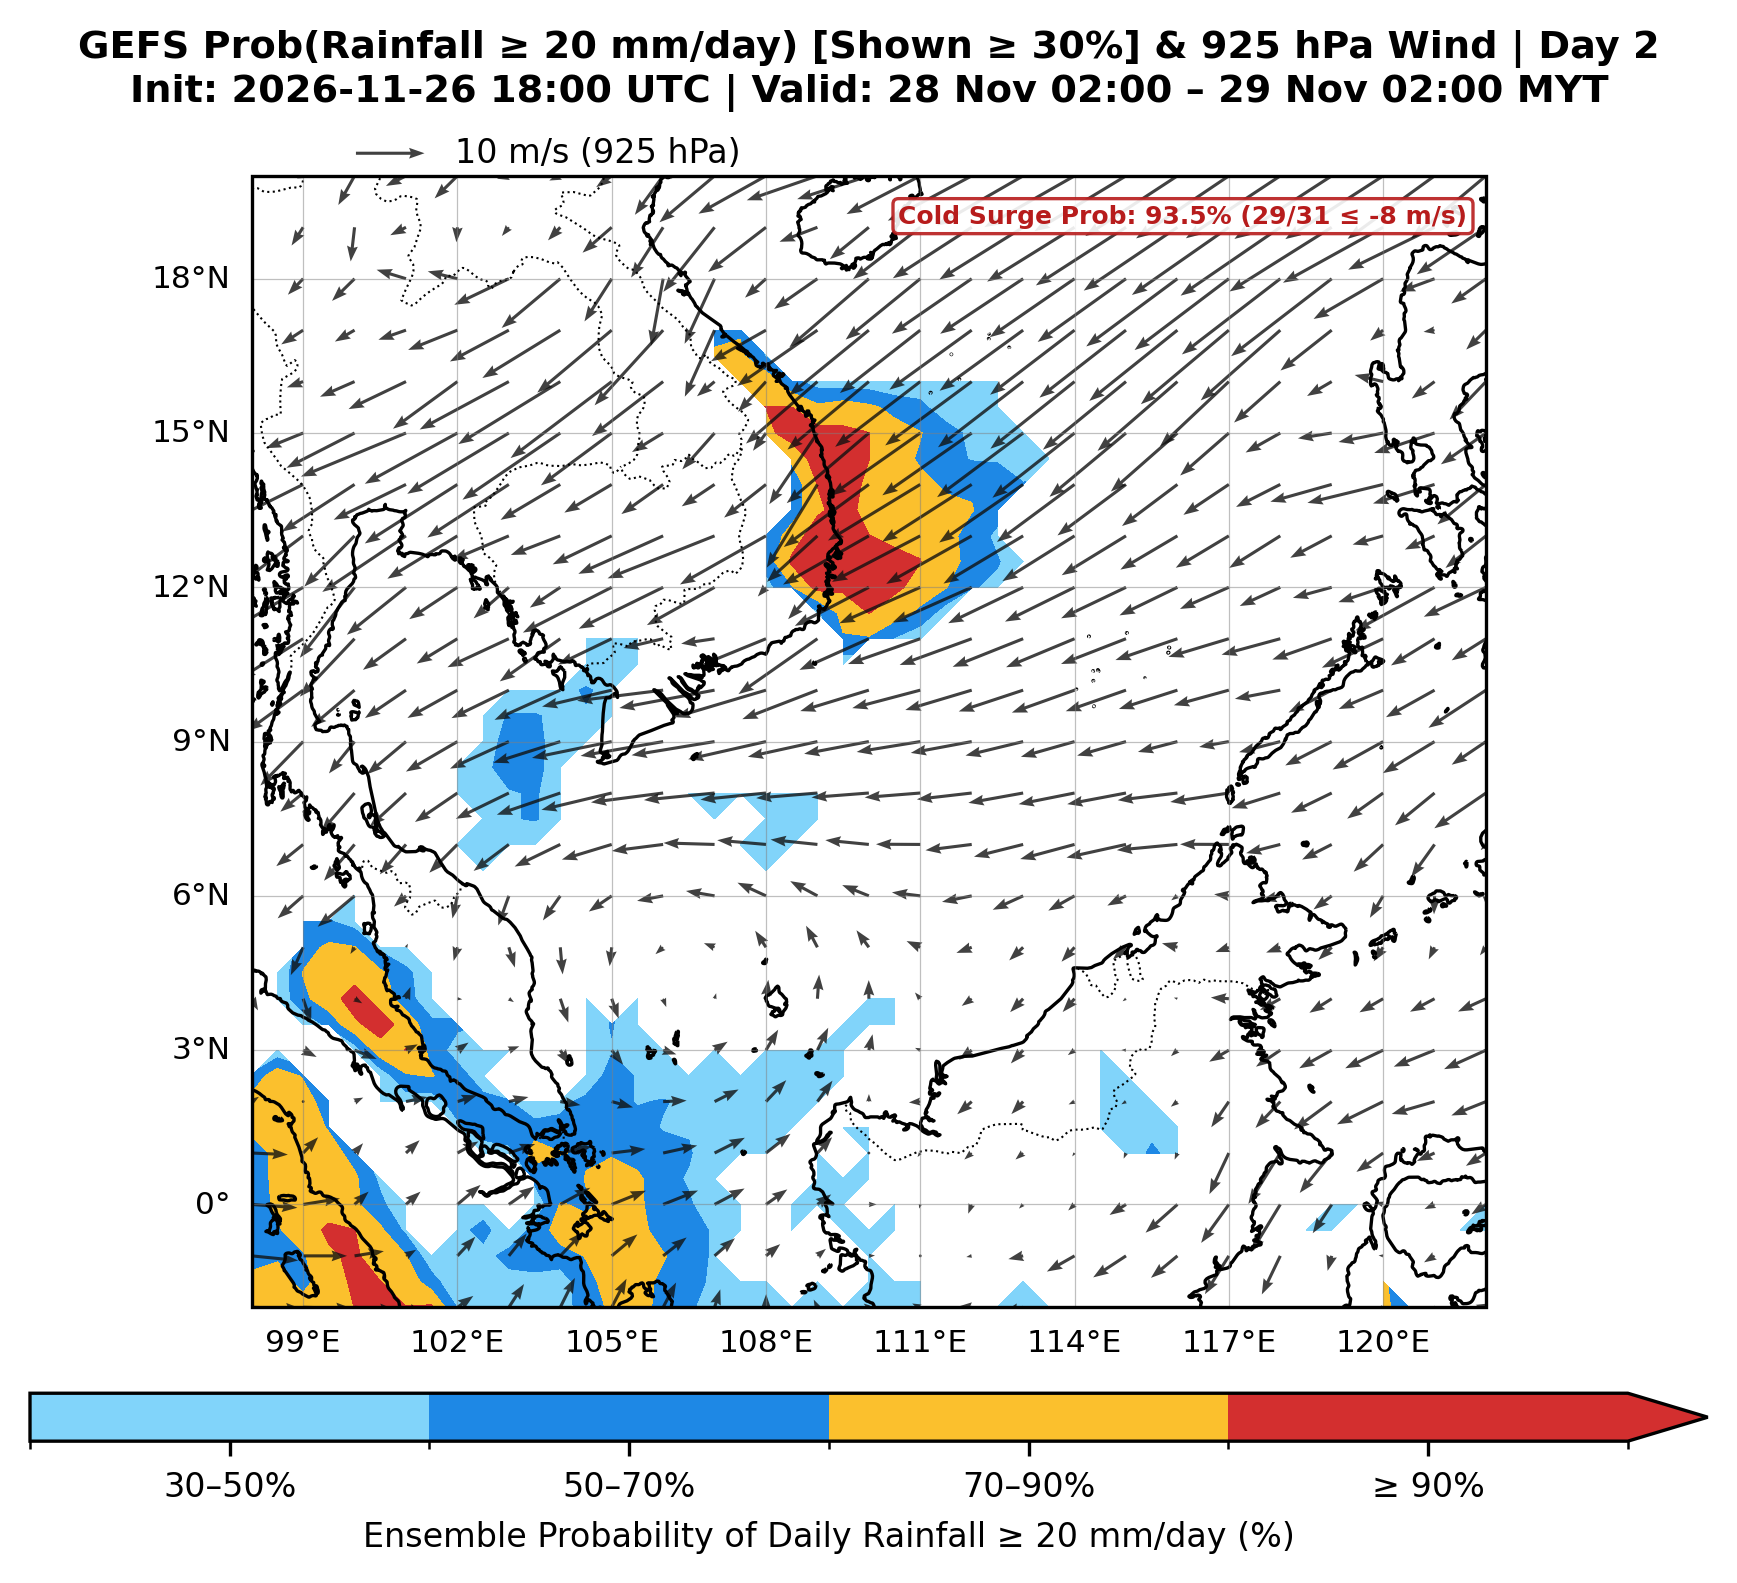 GEFS Prob(Rainfall ≥ 20 mm/day) [Shown ≥ 30%] & 925 hPa Wind | Day 2
Init: 2026-11-26 18:00 UTC | Valid: 28 Nov 02:00 – 29 Nov 02:00 MYT
10 m/s (925 hPa)
Cold Surge Prob: 93.5% (29/31 ≤ -8 m/s)
18°N
15°N
12°N
9°N
6°N
3°N
0°
99°E 102°E 105°E 108°E 111°E 114°E 117°E 120°E
30–50% 50–70% 70–90% ≥ 90%
Ensemble Probability of Daily Rainfall ≥ 20 mm/day (%)